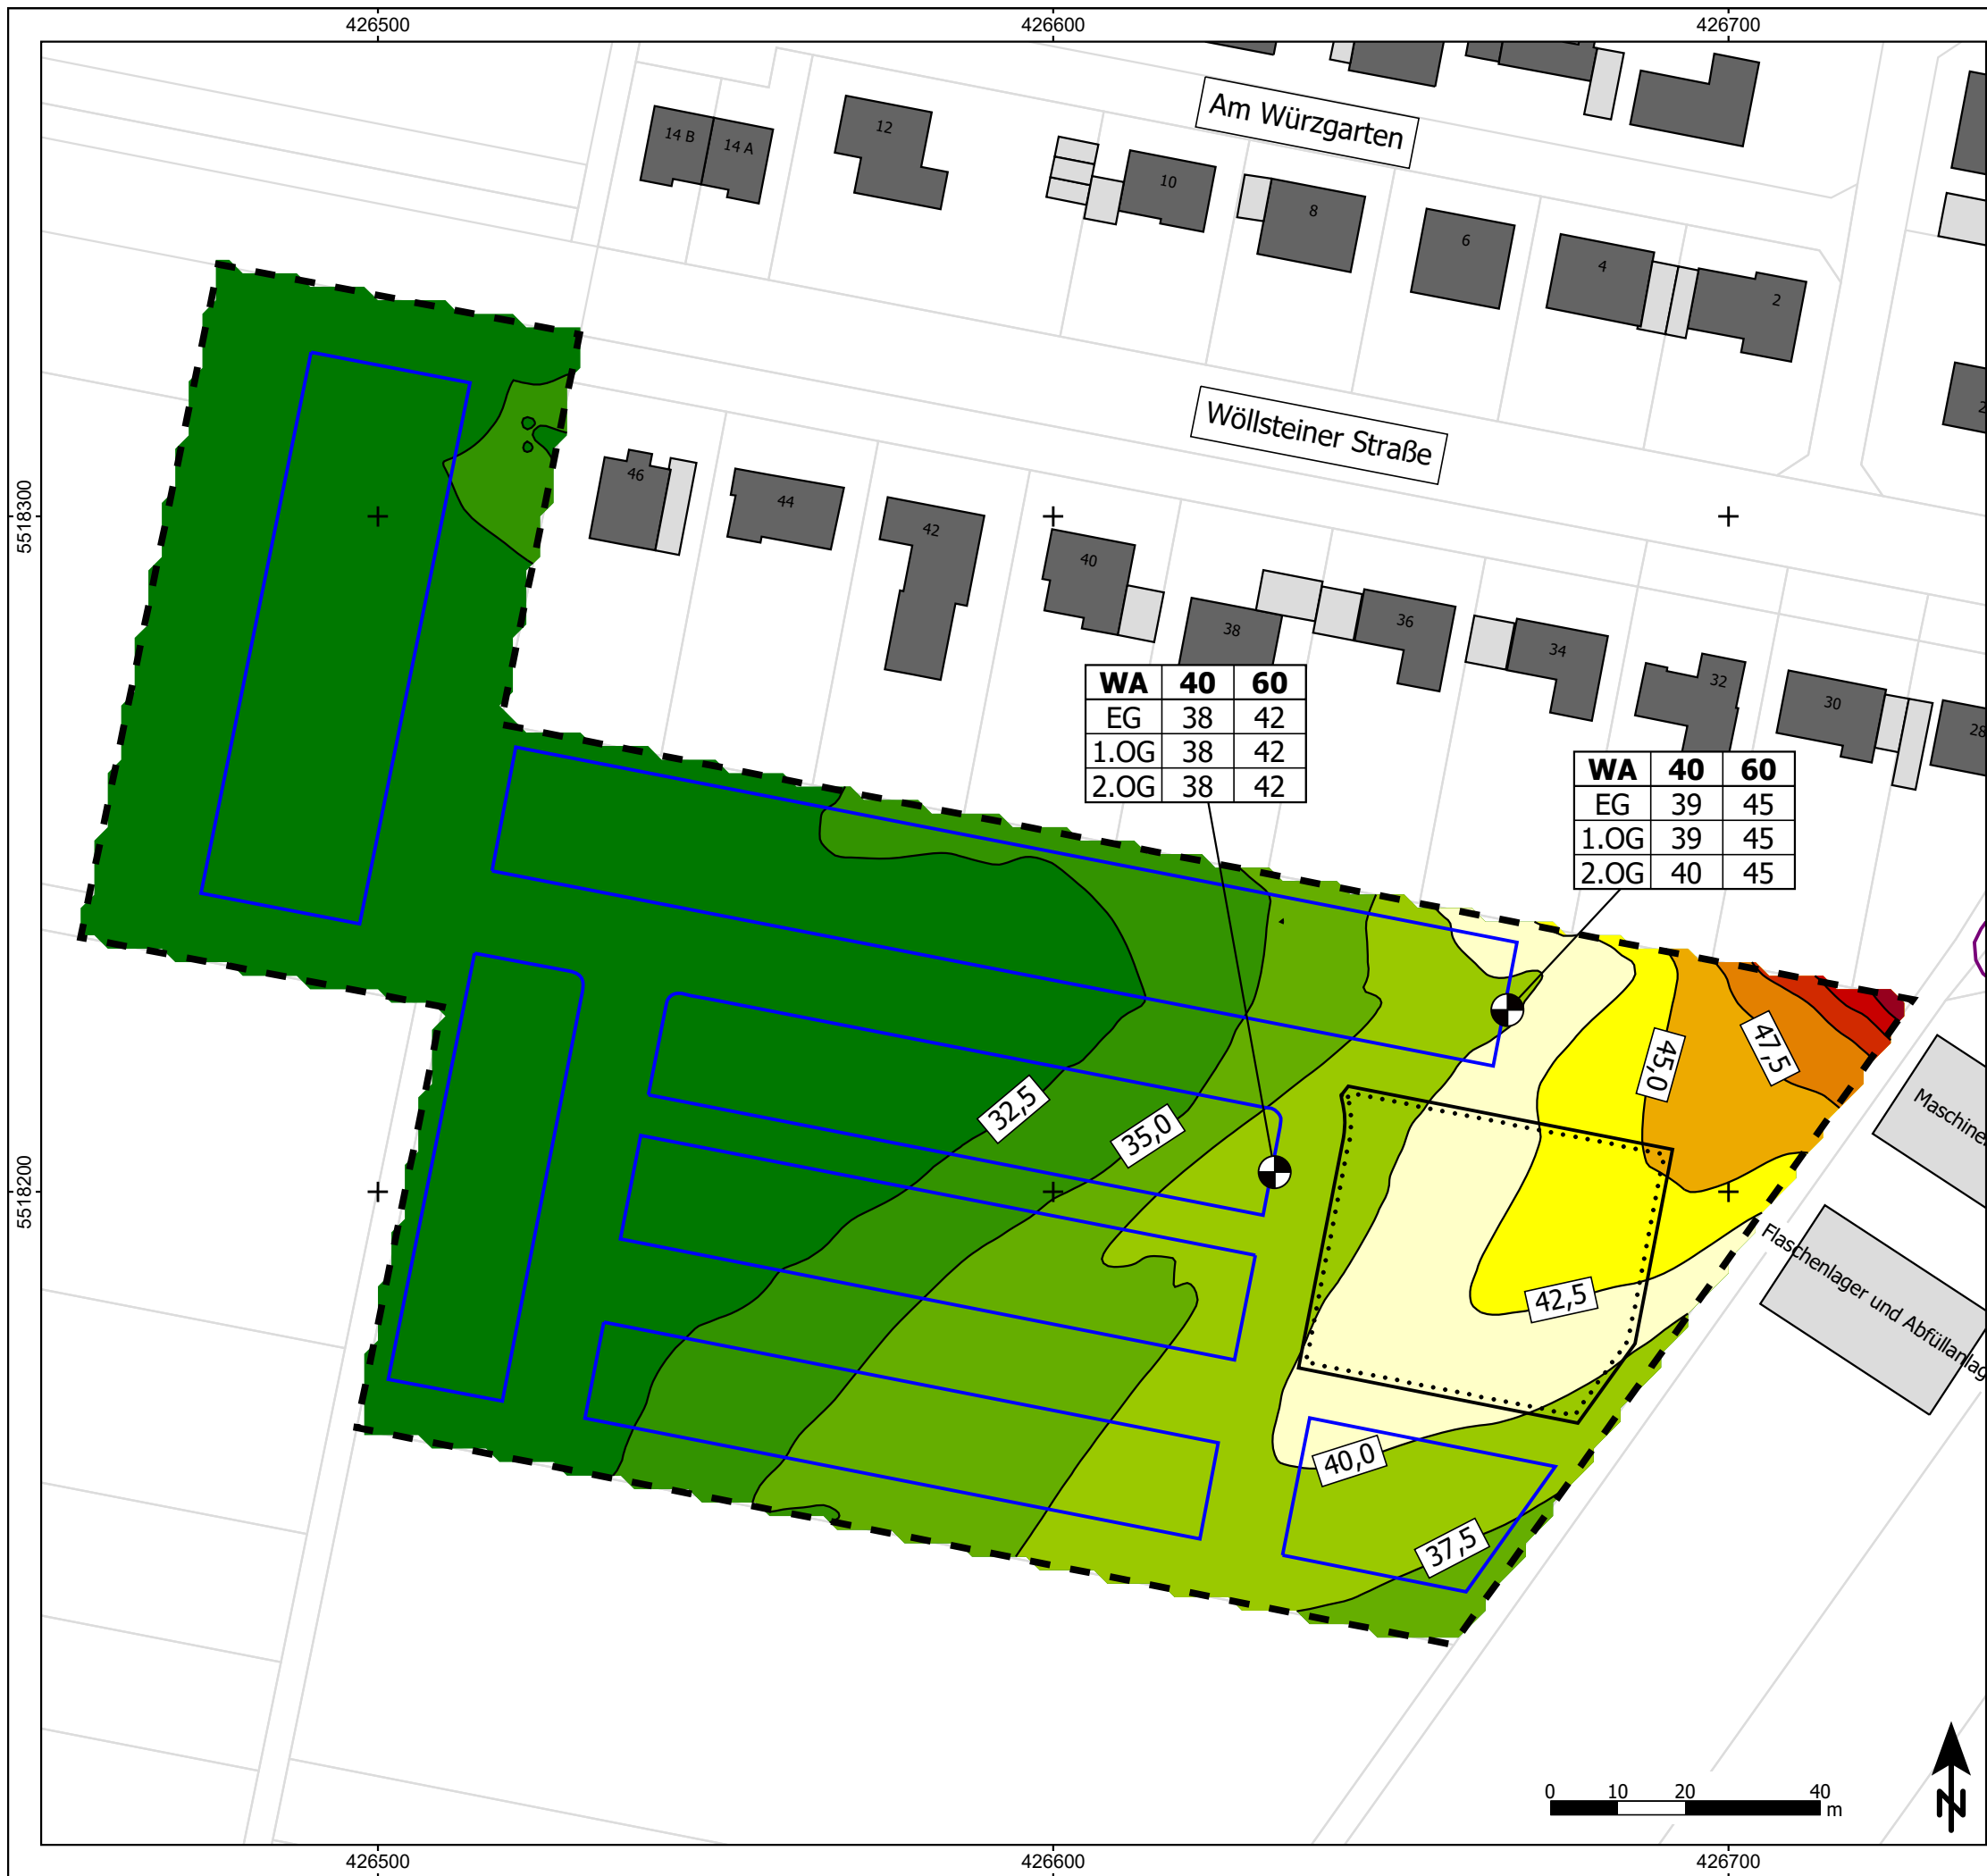 426500 426600 426700
Am Würzgarten
14 B 14 A 12 10 8 6 4 2
Wöllsteiner Straße
5518300
46 44 42 40 38 36 34 32 30 28
WA 40 60
EG 38 42
1.OG 38 42
2.OG 38 42
WA 40 60
EG 39 45
1.OG 39 45
2.OG 40 45
32,5
35,0
45,0
47,5
5518200
42,5
40,0
37,5
Flaschenlager und Abfüllanlag
0 10 20 40
m
N
426500 426600 426700